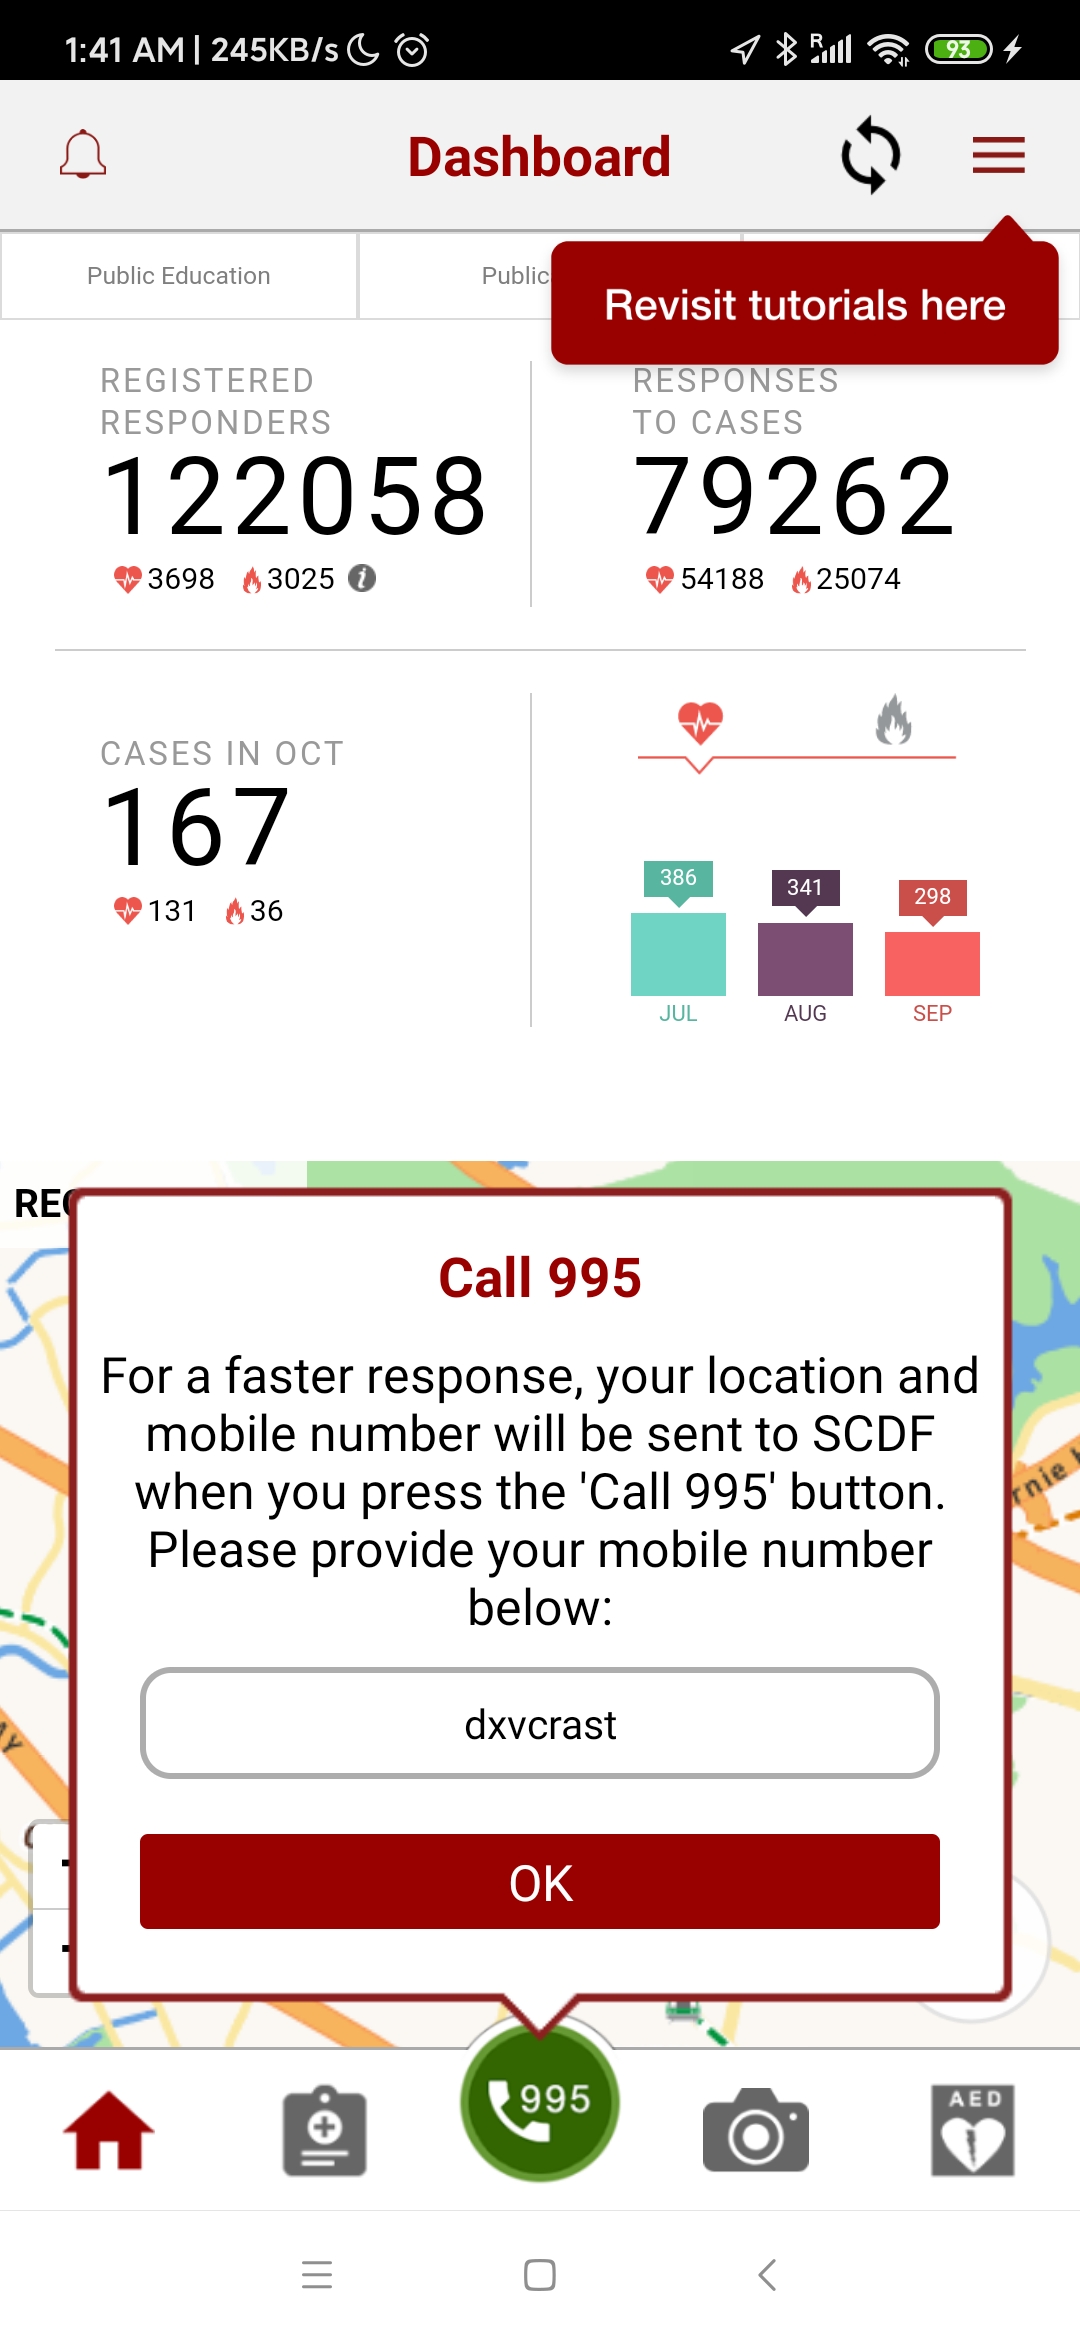 1:41 AM | 245KB/s
R
93
Dashboard
Public Education
Public
Revisit tutorials here
REGISTERED
RESPONDERS
122058
3698 3025 i
RESPONSES
TO CASES
79262
54188 25074
CASES IN OCT
167
131 36
386
341
298
JUL
AUG
SEP
Call 995
For a faster response, your location and
mobile number will be sent to SCDF
when you press the 'Call 995' button.
Please provide your mobile number
below:
dxvcrast
OK
995
AED